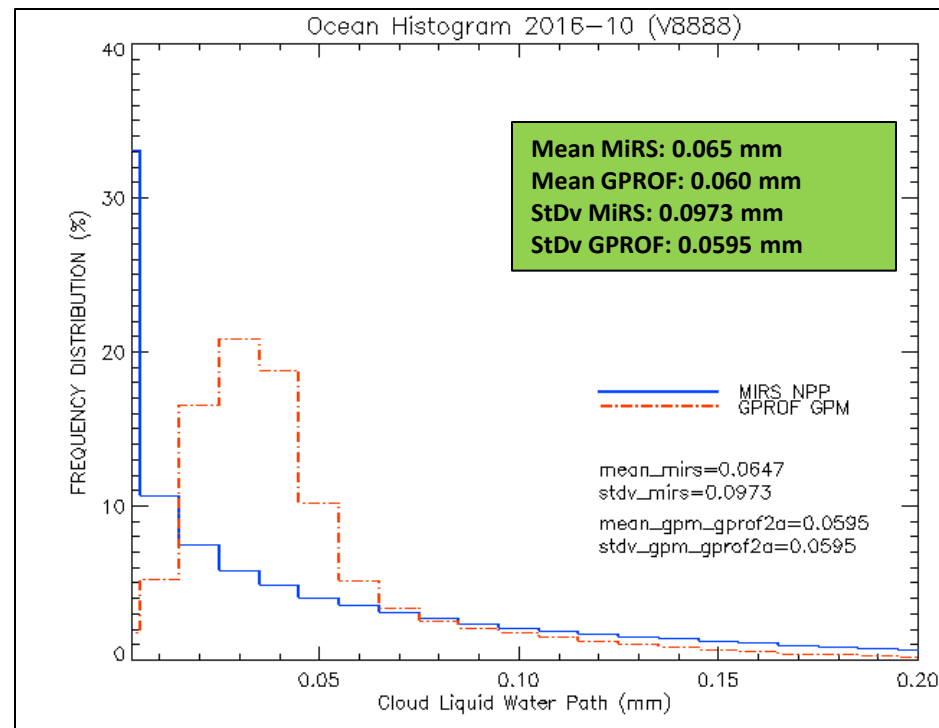 Ocean Histogram 2016-10 (V8888)
40
30
20
10
0
FREQUENCY DISTRIBUTION (%)
Mean MiRS: 0.065 mm
Mean GPROF: 0.060 mm
StDv MiRS: 0.0973 mm
StDv GPROF: 0.0595 mm
MIRS NPP
GPROF GPM
mean_mirs=0.0647
stdv_mirs=0.0973
mean_gpm_gprof2a=0.0595
stdv_gpm_gprof2a=0.0595
0.05 0.10 0.15 0.20
Cloud Liquid Water Path (mm)